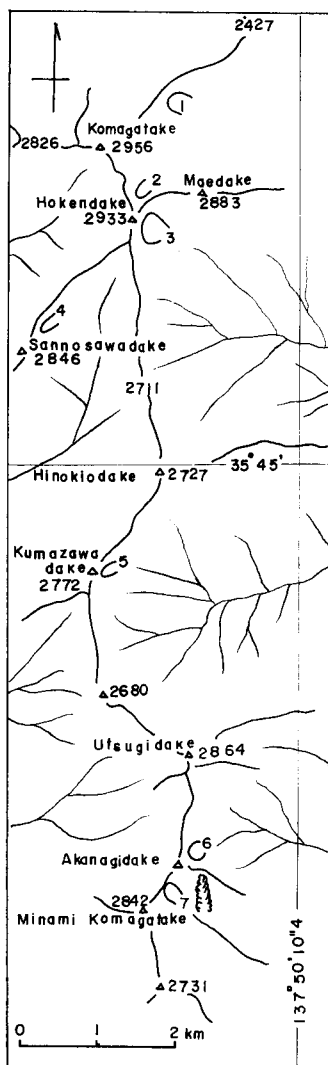 2427
1
Komagatake
2826
2956
2
Maedake
2883
Hokendake
2933
3
4
Sannosawadake
2846
2711
35° 45'
Hinokiodake
2727
Kumazawa
dake
5
2772
2680
Utsugidake
2864
6
Akanagidake
7
2842
Minami Komagatake
2731
137° 50' 10"4
0 1 2 km